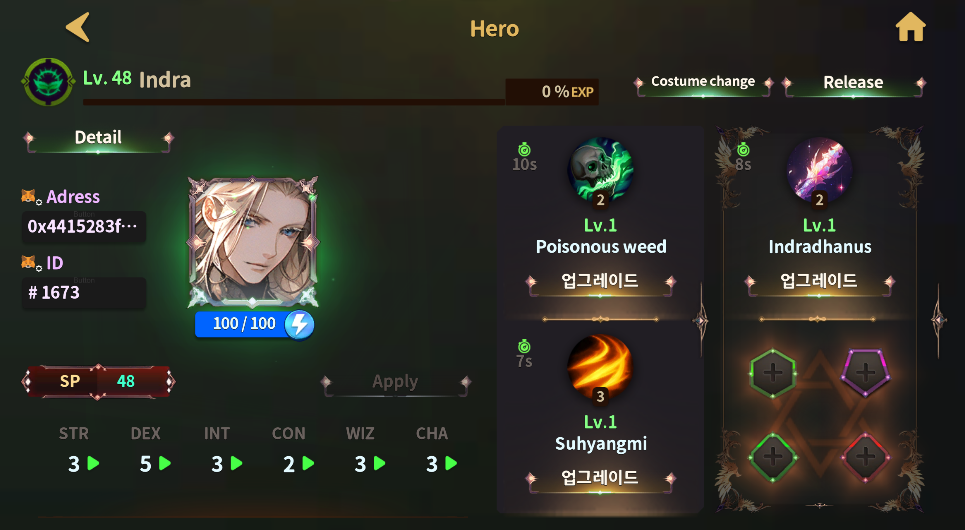 Hero
Lv. 48 Indra
0 % EXP
Costume change
Release
Detail
Adress
0x4415283f···
ID
# 1673
100 / 100
SP 48
Apply
STR DEX INT CON WIZ CHA
3 5 3 2 3 3
10s
2
Lv.1
Poisonous weed
업그레이드
7s
3
Lv.1
Suhyangmi
업그레이드
8s
2
Lv.1
Indradhanus
업그레이드